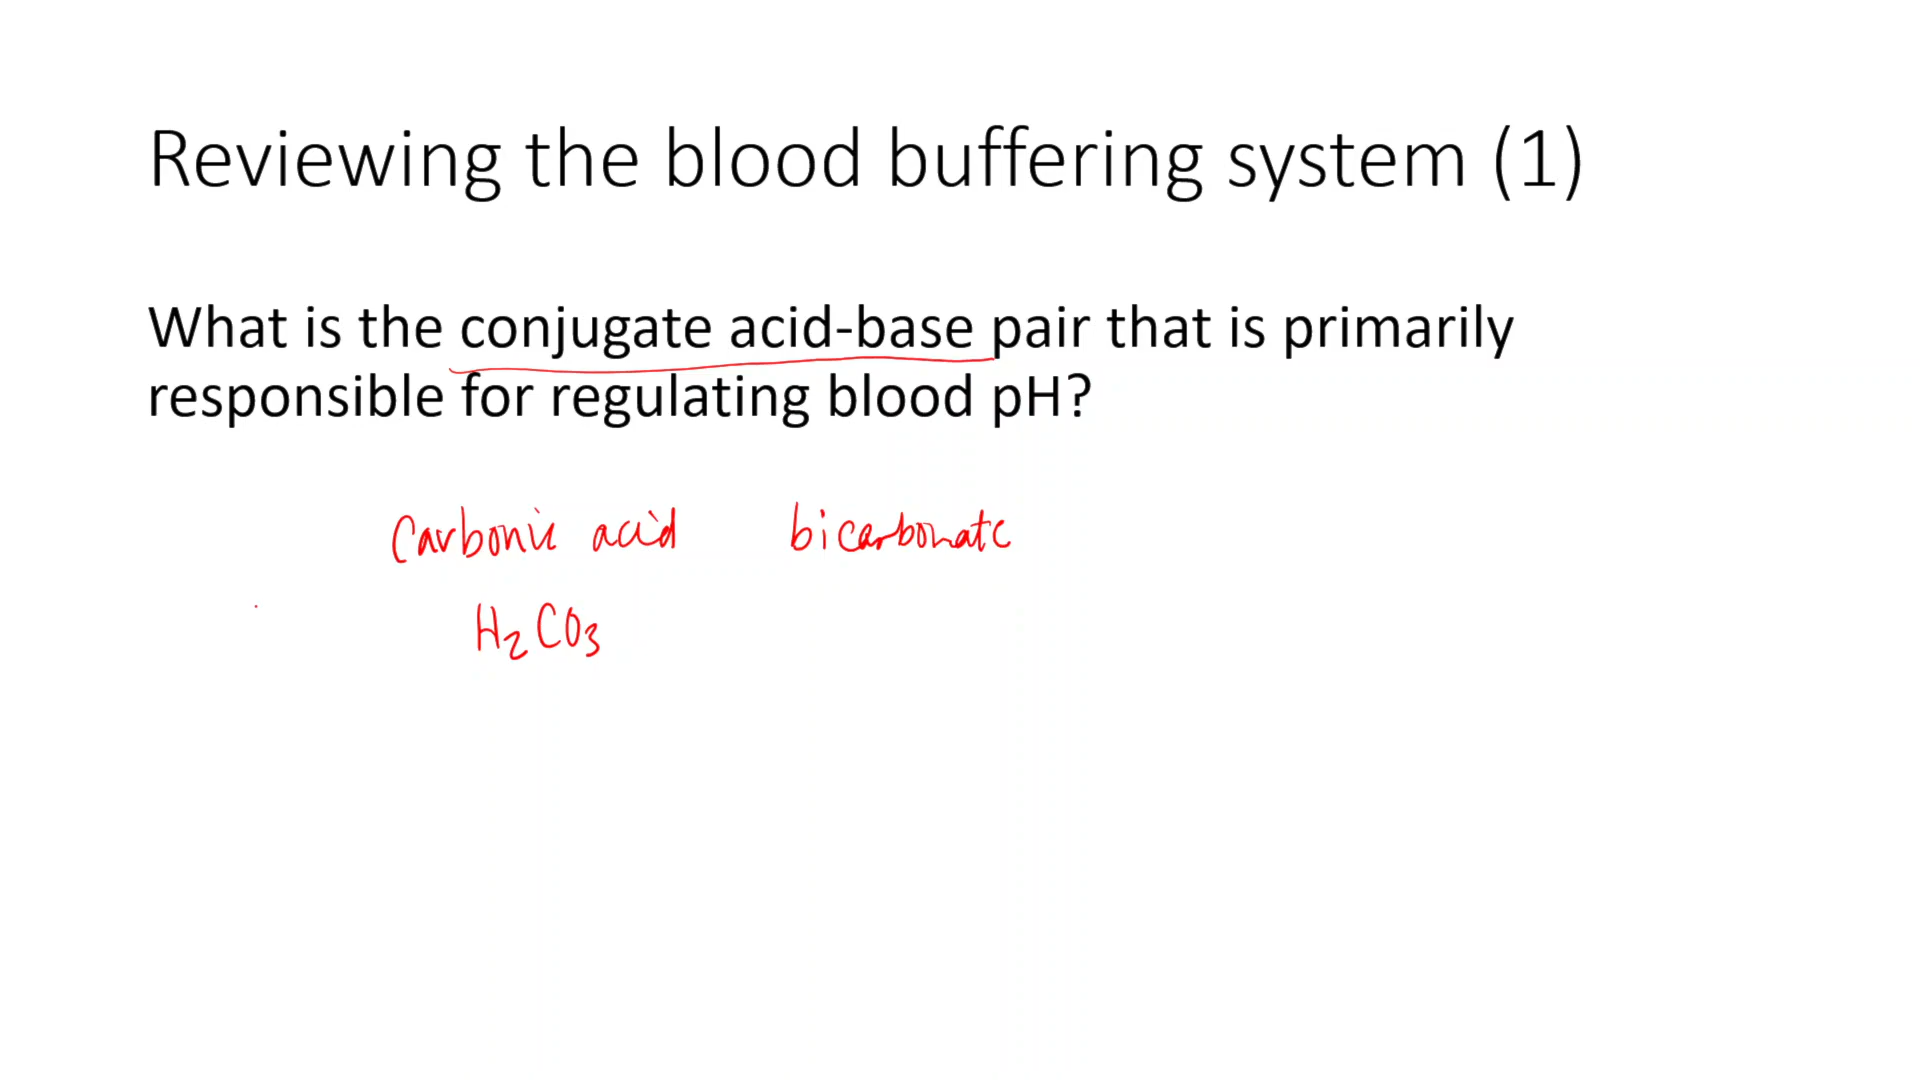 Reviewing the blood buffering system (1)
What is the conjugate acid-base pair that is primarily
responsible for regulating blood pH?
Carbonic acid bicarbonate
H₂CO₃